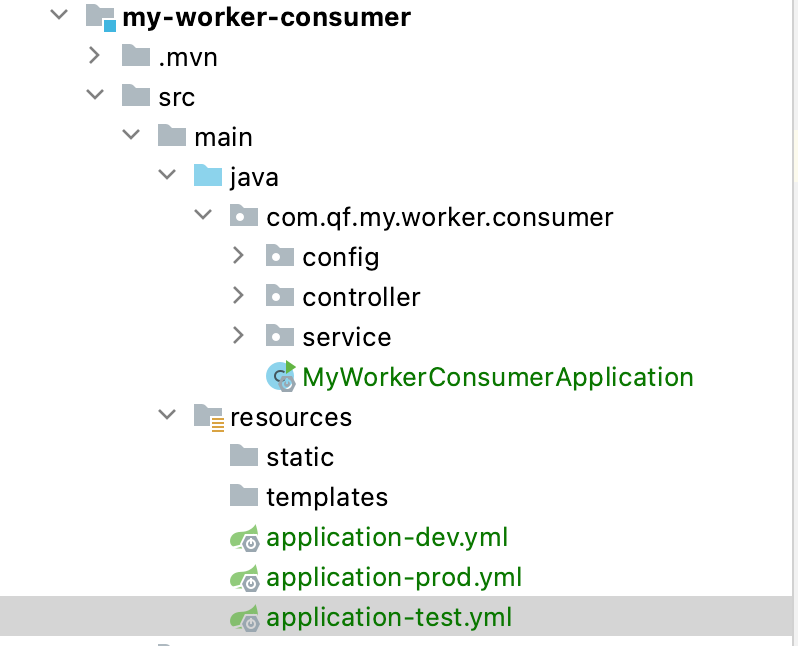 my-worker-consumer
.mvn
src
main
java
com.qf.my.worker.consumer
config
controller
service
MyWorkerConsumerApplication
resources
static
templates
application-dev.yml
application-prod.yml
application-test.yml